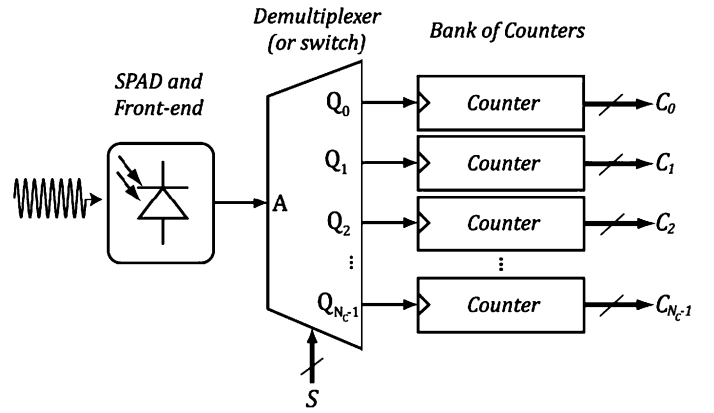 Demultiplexer
(or switch)
Bank of Counters
SPAD and
Front-end
A
Q0
Counter
C0
Q1
Counter
C1
Q2
Counter
C2
⋮
⋮
QNC-1
Counter
CNC-1
S